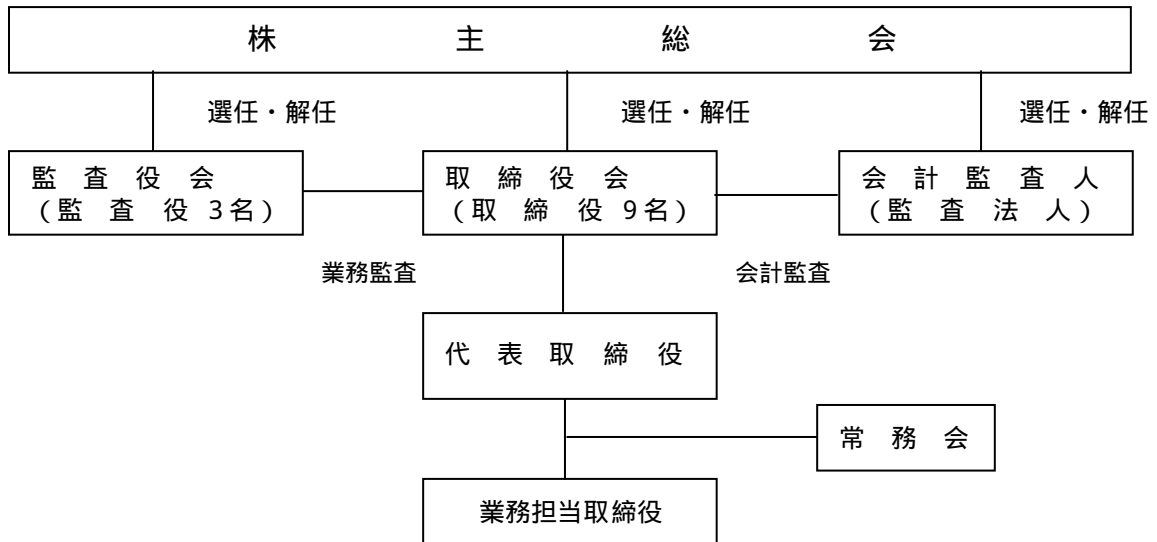 株主総会
選任・解任
選任・解任
選任・解任
監査役会
(監査役3名)
取締役会
(取締役9名)
会計監査人
(監査法人)
業務監査
会計監査
代表取締役
常務会
業務担当取締役